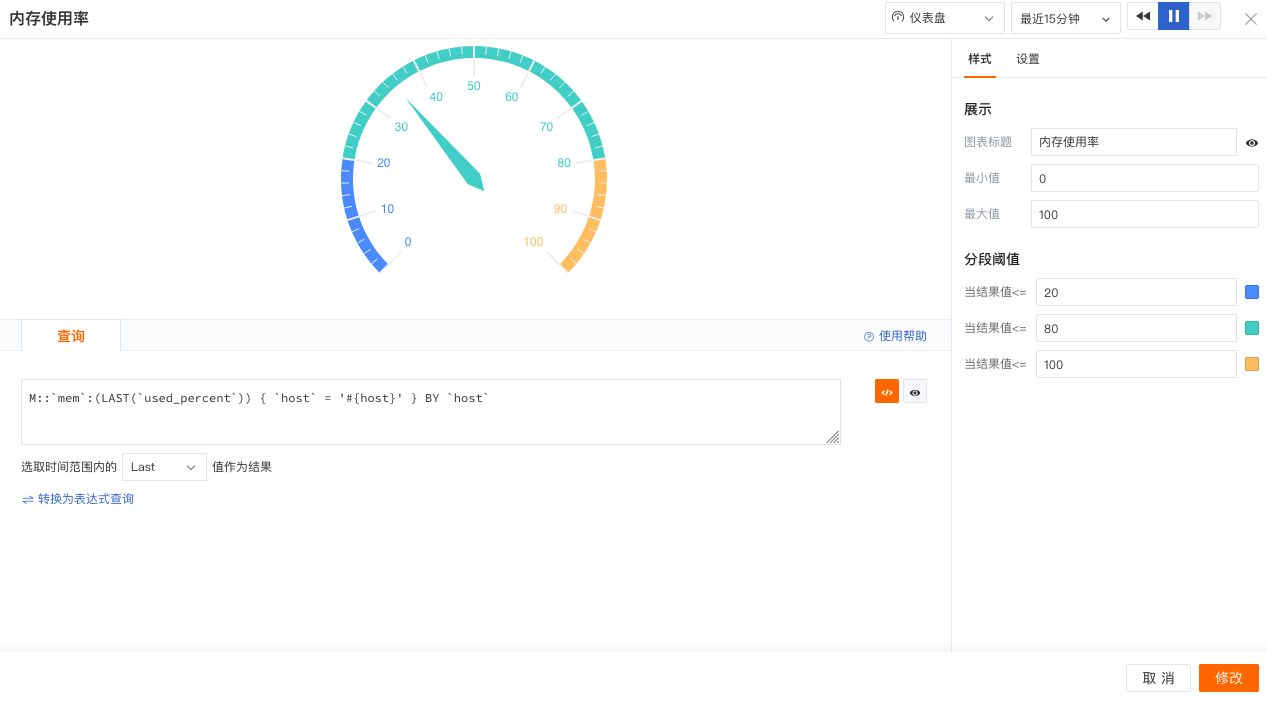 内存使用率
仪表盘
最近15分钟
样式
设置
50
40
60
30
70
20
80
10
90
0
100
展示
图表标题
内存使用率
最小值
0
最大值
100
分段阈值
当结果值<=
20
当结果值<=
80
当结果值<=
100
查询
使用帮助
M::`mem`:(LAST(`used_percent`)) { `host` = '#{host}' } BY `host`
选取时间范围内的 Last 值作为结果
转换为表达式查询
取 消
修改